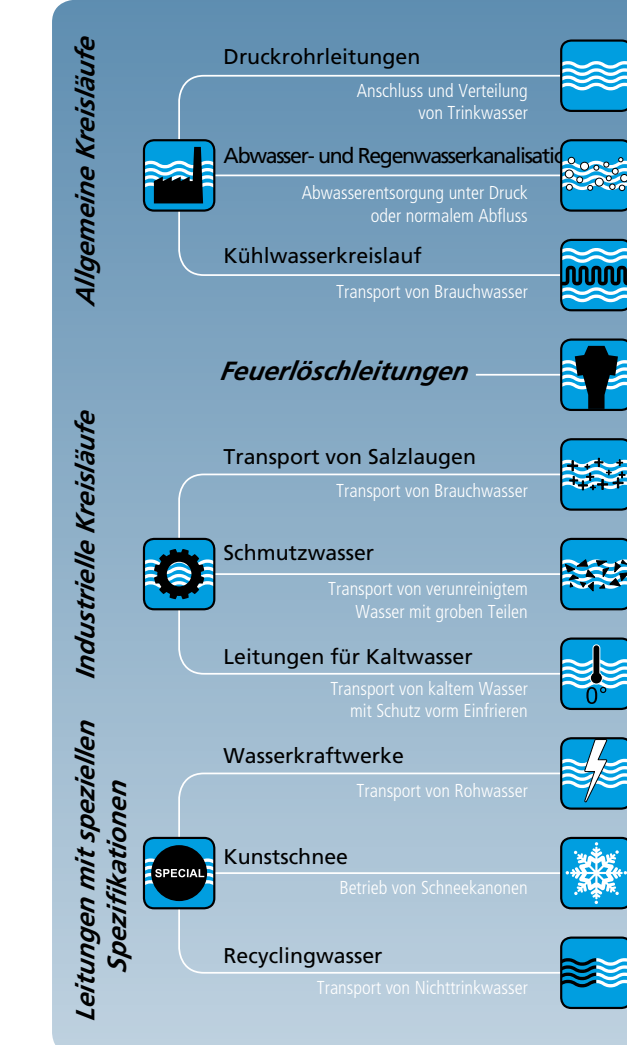 Allgemeine Kreisläufe
Druckrohrleitungen
Anschluss und Verteilung
von Trinkwasser
Abwasser- und Regenwasserkanalisatio
Abwasserentsorgung unter Druck
oder normalem Abfluss
Kühlwasserkreislauf
Transport von Brauchwasser
Feuerlöschleitungen
Industrielle Kreisläufe
Transport von Salzlaugen
Transport von Brauchwasser
Schmutzwasser
Transport von verunreinigtem
Wasser mit groben Teilen
Leitungen für Kaltwasser
Transport von kaltem Wasser
mit Schutz vorm Einfrieren
0°
Leitungen mit speziellen
Spezifikationen
Wasserkraftwerke
Transport von Rohwasser
SPECIAL
Kunstschnee
Betrieb von Schneekanonen
Recyclingwasser
Transport von Nichttrinkwasser